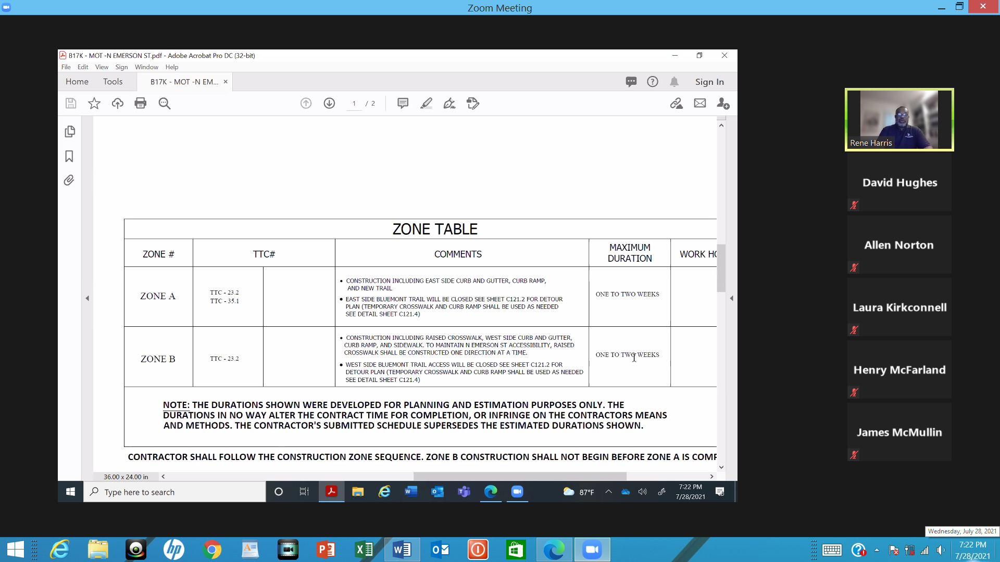 Zoom Meeting
B17K - MOT -N EMERSON ST.pdf - Adobe Acrobat Pro DC (32-bit)
File Edit View Sign Window Help
Home Tools B17K - MOT -N EM... × Sign In
1 / 2
ZONE TABLE
ZONE # TTC# COMMENTS MAXIMUM DURATION WORK HO
ZONE A
TTC - 23.2
TTC - 35.1
• CONSTRUCTION INCLUDING EAST SIDE CURB AND GUTTER, CURB RAMP,
AND NEW TRAIL
• EAST SIDE BLUEMONT TRAIL WILL BE CLOSED SEE SHEET C121.2 FOR DETOUR
PLAN (TEMPORARY CROSSWALK AND CURB RAMP SHALL BE USED AS NEEDED
SEE DETAIL SHEET C121.4)
ONE TO TWO WEEKS
ZONE B
TTC - 23.2
• CONSTRUCTION INCLUDING RAISED CROSSWALK, WEST SIDE CURB AND GUTTER,
CURB RAMP, AND SIDEWALK. TO MAINTAIN N EMERSON ST ACCESSIBILITY, RAISED
CROSSWALK SHALL BE CONSTRUCTED ONE DIRECTION AT A TIME.
• WEST SIDE BLUEMONT TRAIL ACCESS WILL BE CLOSED SEE SHEET C121.2 FOR
DETOUR PLAN (TEMPORARY CROSSWALK AND CURB RAMP SHALL BE USED AS NEEDED
SEE DETAIL SHEET C121.4)
ONE TO TWO WEEKS
NOTE: THE DURATIONS SHOWN WERE DEVELOPED FOR PLANNING AND ESTIMATION PURPOSES ONLY. THE
DURATIONS IN NO WAY ALTER THE CONTRACT TIME FOR COMPLETION, OR INFRINGE ON THE CONTRACTORS MEANS
AND METHODS. THE CONTRACTOR'S SUBMITTED SCHEDULE SUPERSEDES THE ESTIMATED DURATIONS SHOWN.
CONTRACTOR SHALL FOLLOW THE CONSTRUCTION ZONE SEQUENCE. ZONE B CONSTRUCTION SHALL NOT BEGIN BEFORE ZONE A IS COMP
36.00 x 24.00 in
Type here to search
87°F
7:22 PM
7/28/2021
Rene Harris
David Hughes
Allen Norton
Laura Kirkconnell
Henry McFarland
James McMullin
Wednesday, July 28, 2021
7:22 PM
7/28/2021